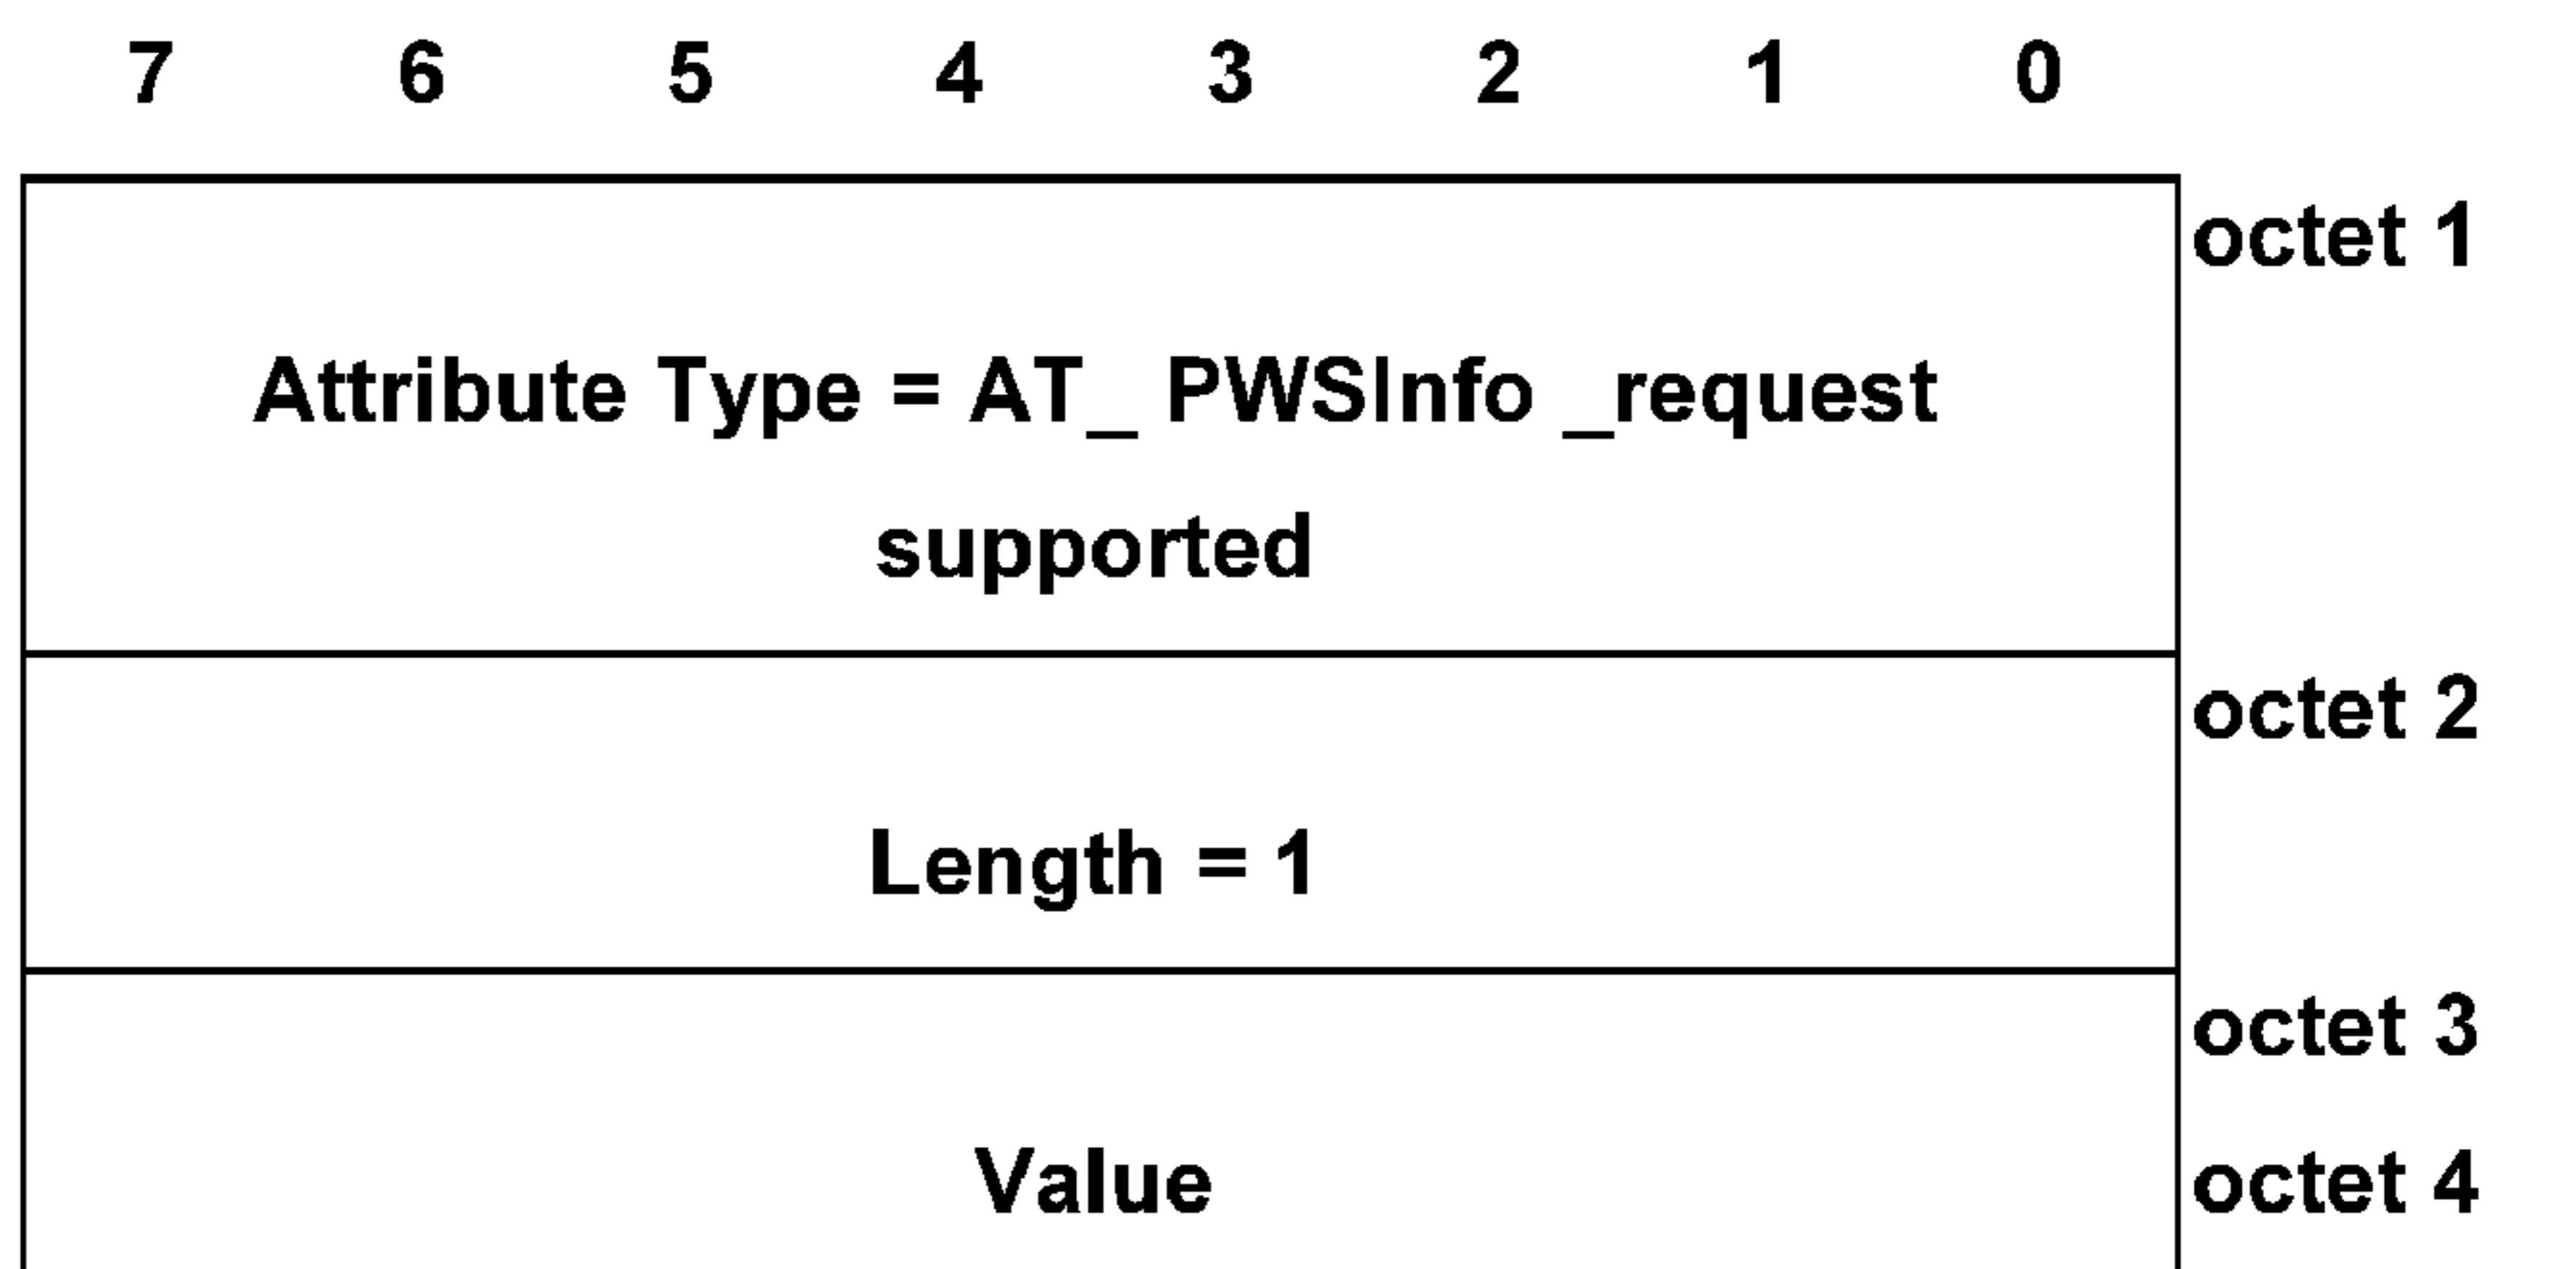 7 6 5 4 3 2 1 0
octet 1
Attribute Type = AT_ PWSInfo _request
supported
octet 2
Length = 1
octet 3
Value octet 4